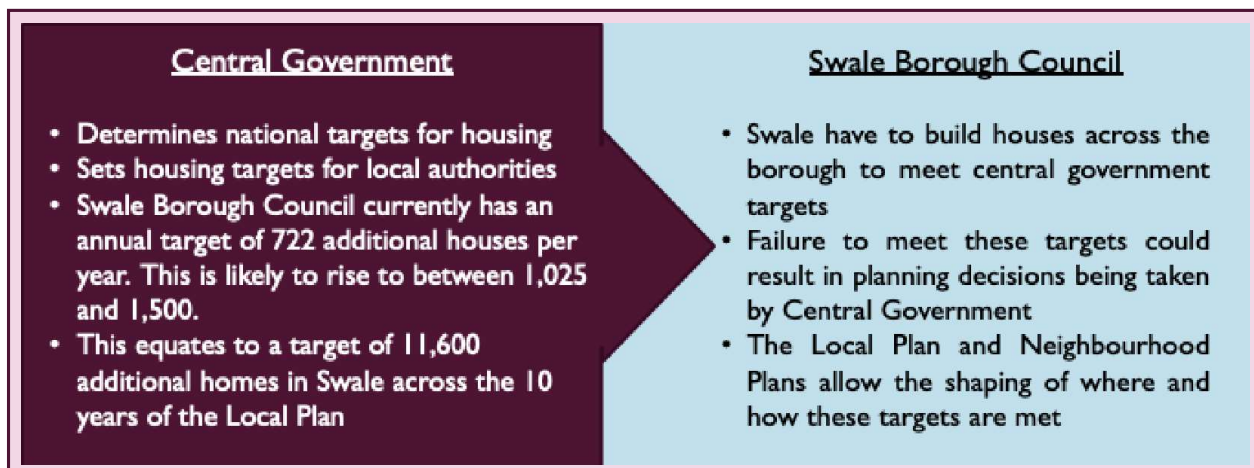 Central Government
• Determines national targets for housing
• Sets housing targets for local authorities
• Swale Borough Council currently has an
annual target of 722 additional houses per
year. This is likely to rise to between 1,025
and 1,500.
• This equates to a target of 11,600
additional homes in Swale across the 10
years of the Local Plan
Swale Borough Council
• Swale have to build houses across the
borough to meet central government
targets
• Failure to meet these targets could
result in planning decisions being taken
by Central Government
• The Local Plan and Neighbourhood
Plans allow the shaping of where and
how these targets are met